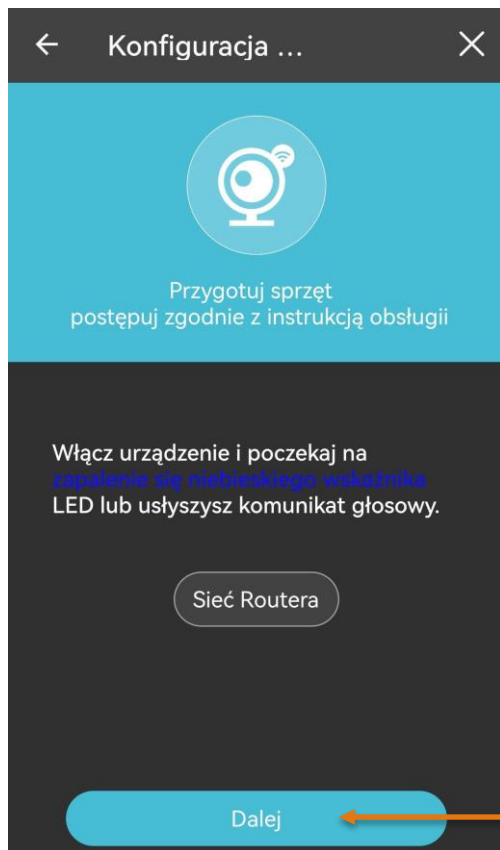 Konfiguracja ...
Przygotuj sprzęt
postępuj zgodnie z instrukcją obsługii
Włącz urządzenie i poczekaj na
zapalenie się niebieskiego wskaźnika
LED lub usłyszysz komunikat głosowy.
Sieć Routera
Dalej